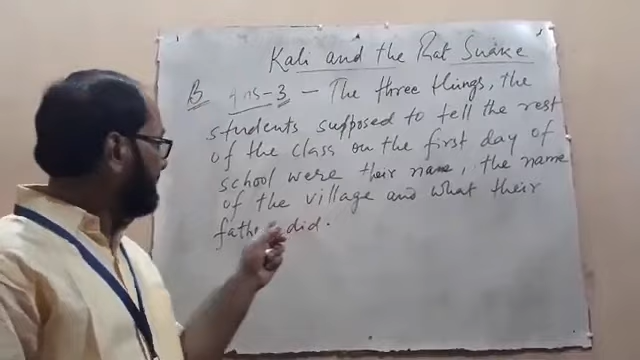 Kali and the Rat Snake
B Ans-3 - The three things, the
students supposed to tell the rest
of the class on the first day of
school were their name, the name
of the village and what their
fathe did.